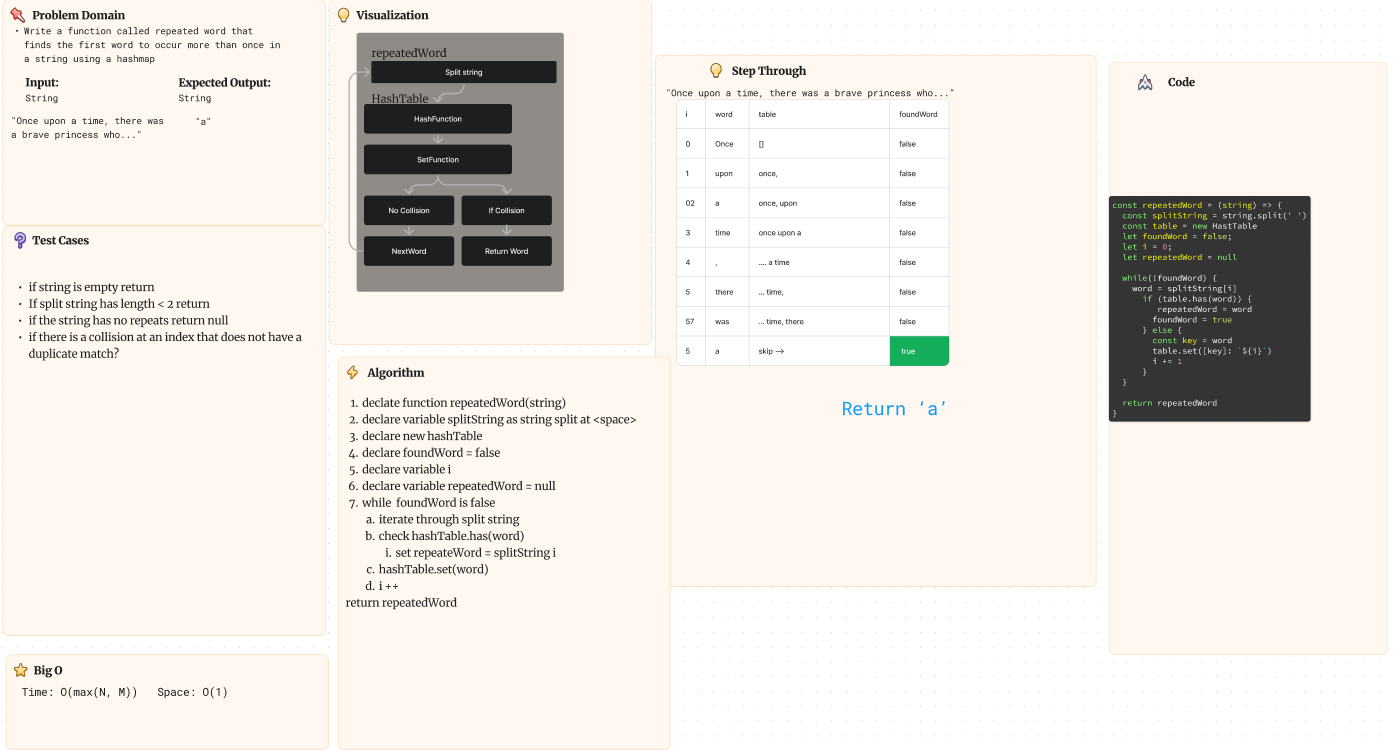 Problem Domain
• Write a function called repeated word that
finds the first word to occur more than once in
a string using a hashmap
Input:
String
"Once upon a time, there was
a brave princess who..."
Expected Output:
String
"a"
Test Cases
• if string is empty return
• If split string has length < 2 return
• if the string has no repeats return null
• if there is a collision at an index that does not have a
duplicate match?
Big O
Time: O(max(N, M)) Space: O(1)
Visualization
repeatedWord
Split string
HashTable
HashFunction
SetFunction
No Collision If Collision
NextWord Return Word
Algorithm
1. declate function repeatedWord(string)
2. declare variable splitString as string split at <space>
3. declare new hashTable
4. declare foundWord = false
5. declare variable i
6. declare variable repeatedWord = null
7. while foundWord is false
a. iterate through split string
b. check hashTable.has(word)
i. set repeateWord = splitString i
c. hashTable.set(word)
d. i ++
return repeatedWord
Step Through
"Once upon a time, there was a brave princess who..."
i word table foundWord
0 Once [] false
1 upon once, false
02 a once, upon false
3 time once upon a false
4 , .... a time false
5 there ... time, false
57 was ... time, there false
5 a skip -> true
Return ‘a’
Code
const repeatedWord = (string) => {
const splitString = string.split(' ')
const table = new HastTable
let foundWord = false;
let i = 0;
let repeatedWord = null
while(!foundWord) {
word = splitString[i]
if (table.has(word)) {
repeatedWord = word
foundWord = true
} else {
const key = word
table.set([key]: `${i}`)
i += 1
}
}
return repeatedWord
}